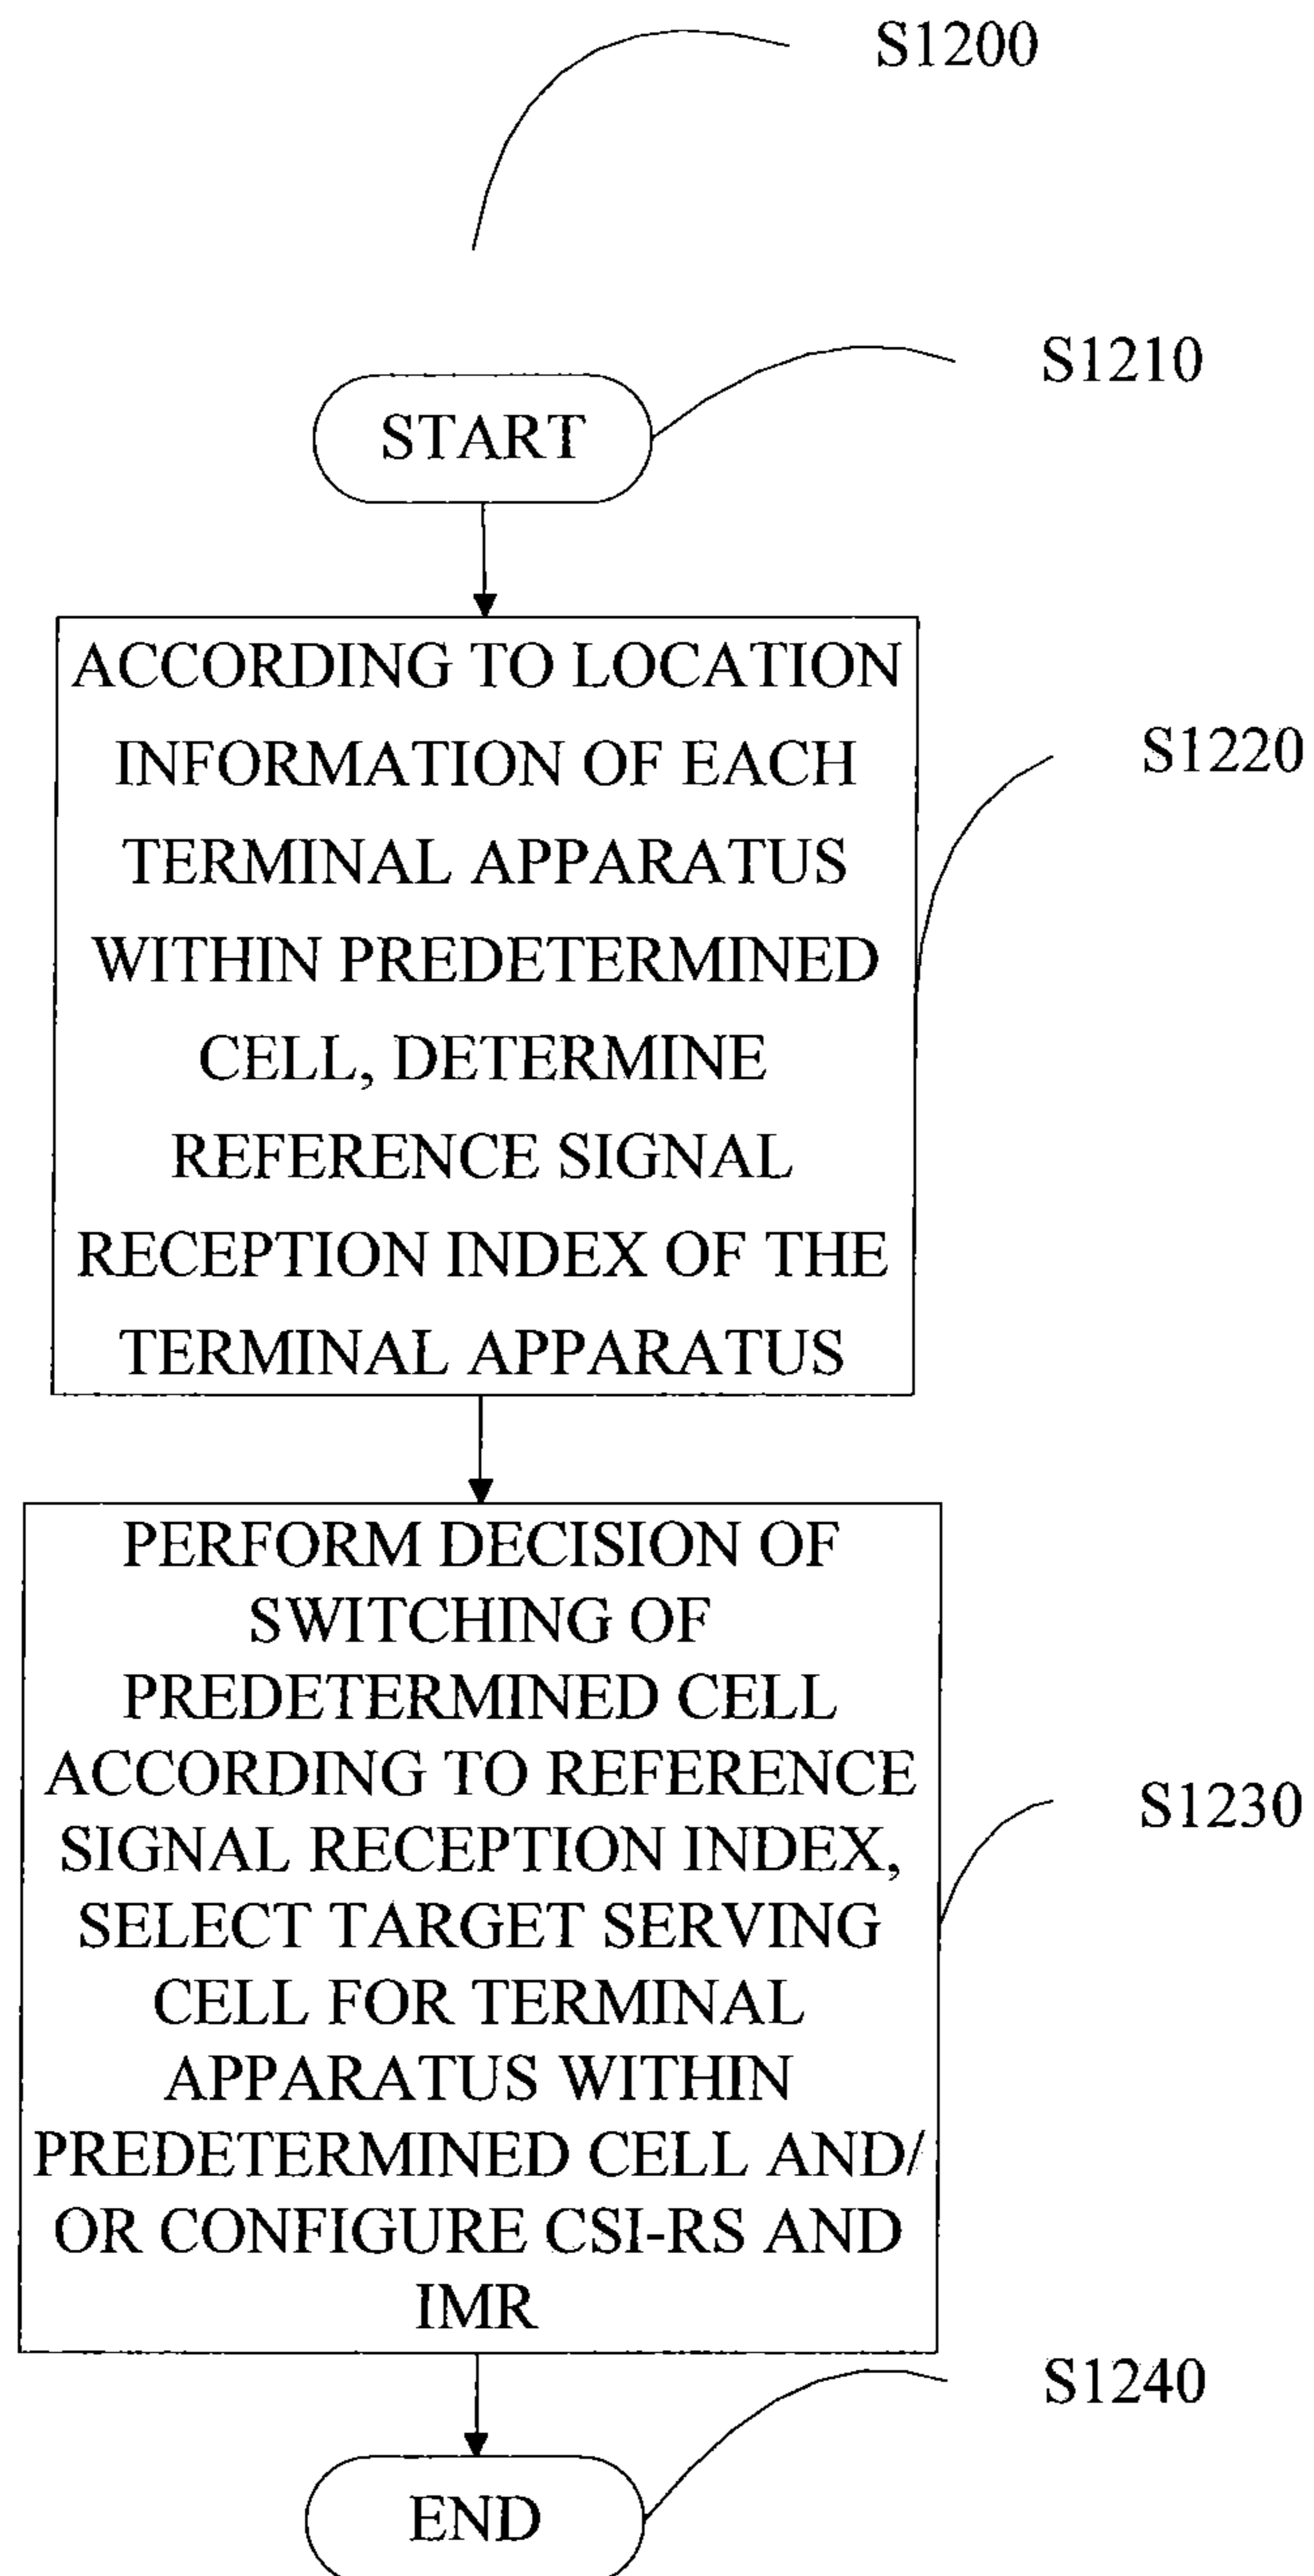 S1200
S1210
START
ACCORDING TO LOCATION
INFORMATION OF EACH
TERMINAL APPARATUS
WITHIN PREDETERMINED
CELL, DETERMINE
REFERENCE SIGNAL
RECEPTION INDEX OF THE
TERMINAL APPARATUS
S1220
PERFORM DECISION OF
SWITCHING OF
PREDETERMINED CELL
ACCORDING TO REFERENCE
SIGNAL RECEPTION INDEX,
SELECT TARGET SERVING
CELL FOR TERMINAL
APPARATUS WITHIN
PREDETERMINED CELL AND/
OR CONFIGURE CSI-RS AND
IMR
S1230
S1240
END